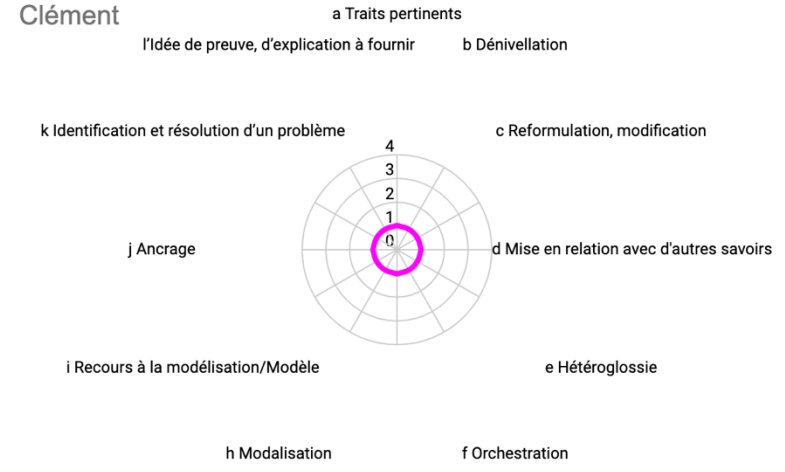 Clément
a Traits pertinents
l'Idée de preuve, d'explication à fournir
b Dénivellation
k Identification et résolution d'un problème
c Reformulation, modification
4
3
2
1
0
j Ancrage
d Mise en relation avec d'autres savoirs
i Recours à la modélisation/Modèle
e Hétéroglossie
h Modalisation
f Orchestration